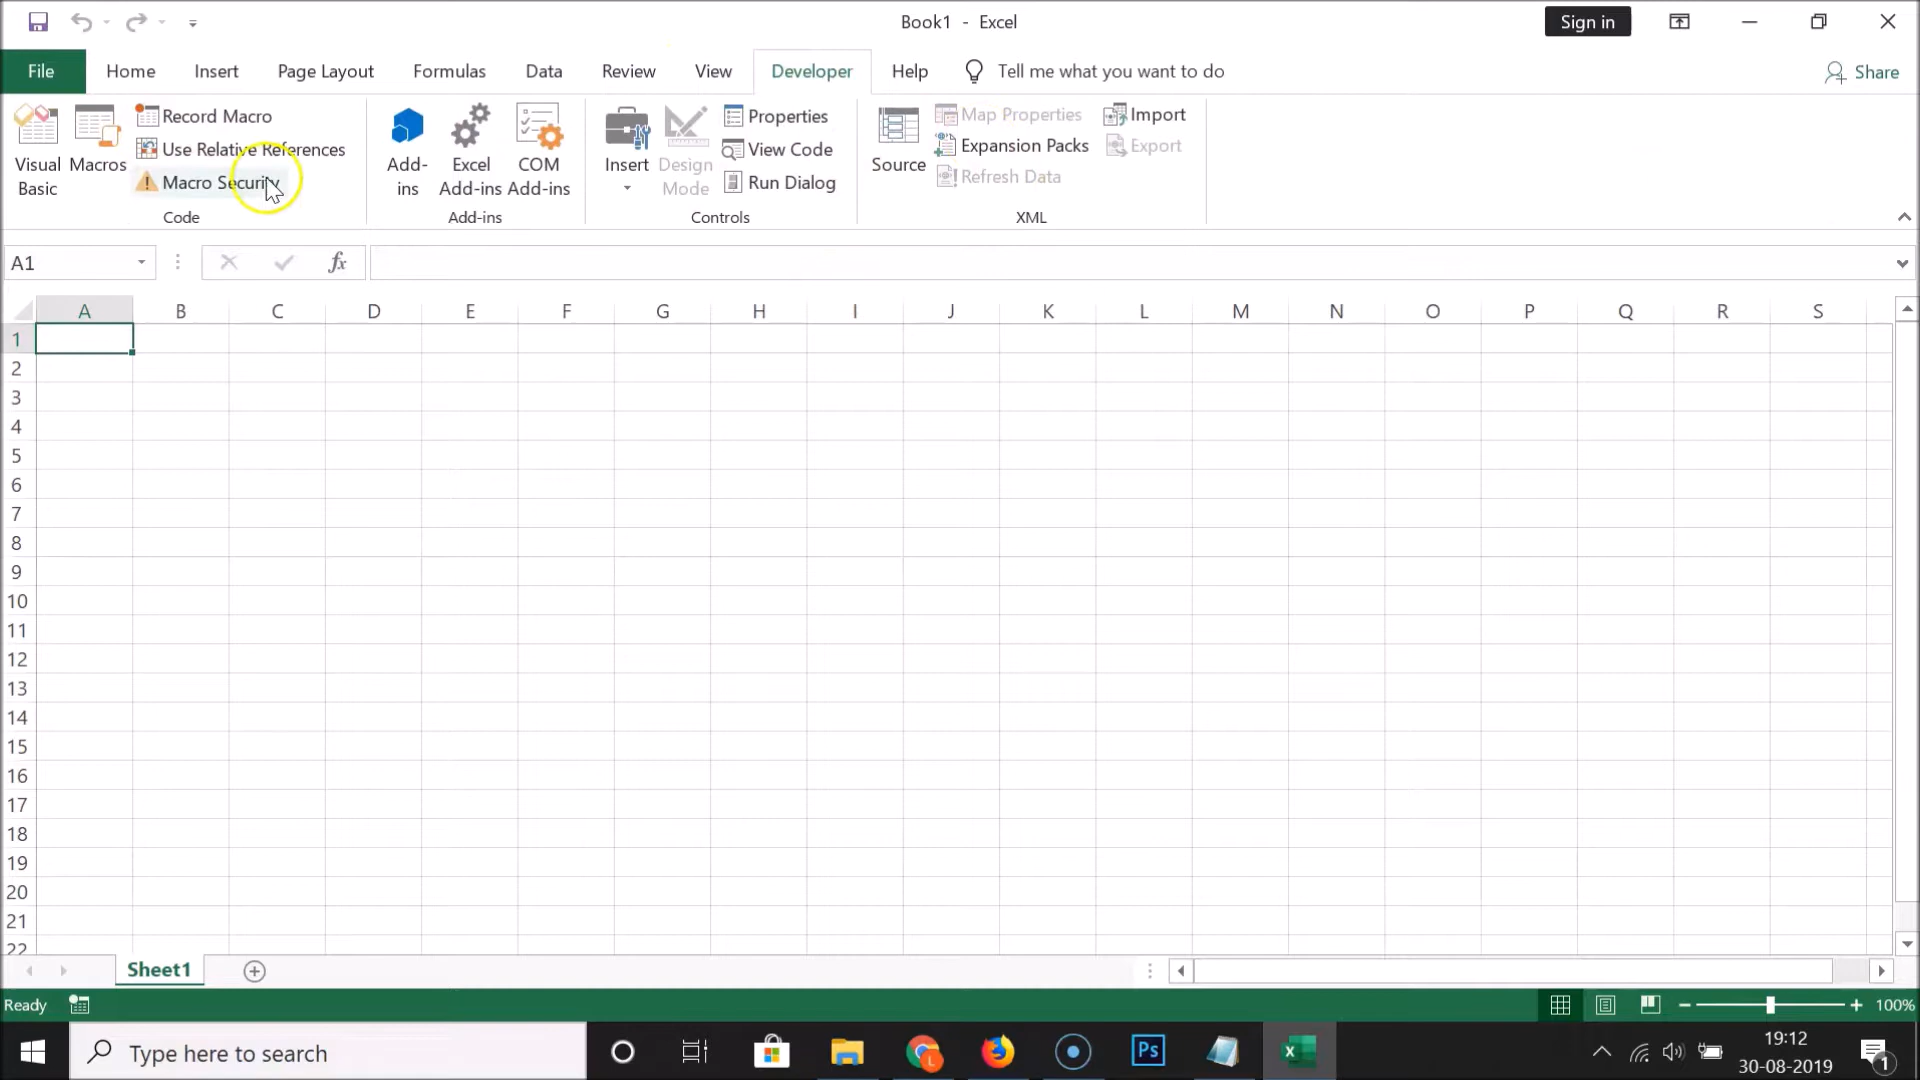 Book1 - Excel
Sign in
File Home Insert Page Layout Formulas Data Review View Developer Help Tell me what you want to do Share
Visual Basic
Macros
Record Macro
Use Relative References
Macro Security
Code
Add-ins
Excel Add-ins
COM Add-ins
Add-ins
Insert
Design Mode
Properties
View Code
Run Dialog
Controls
Source
Map Properties
Expansion Packs
Refresh Data
Import
Export
XML
A1
fx
A B C D E F G H I J K L M N O P Q R S
1
2
3
4
5
6
7
8
9
10
11
12
13
14
15
16
17
18
19
20
21
22
Sheet1
Ready
100%
Type here to search
L
Ps
X
19:12
30-08-2019
1